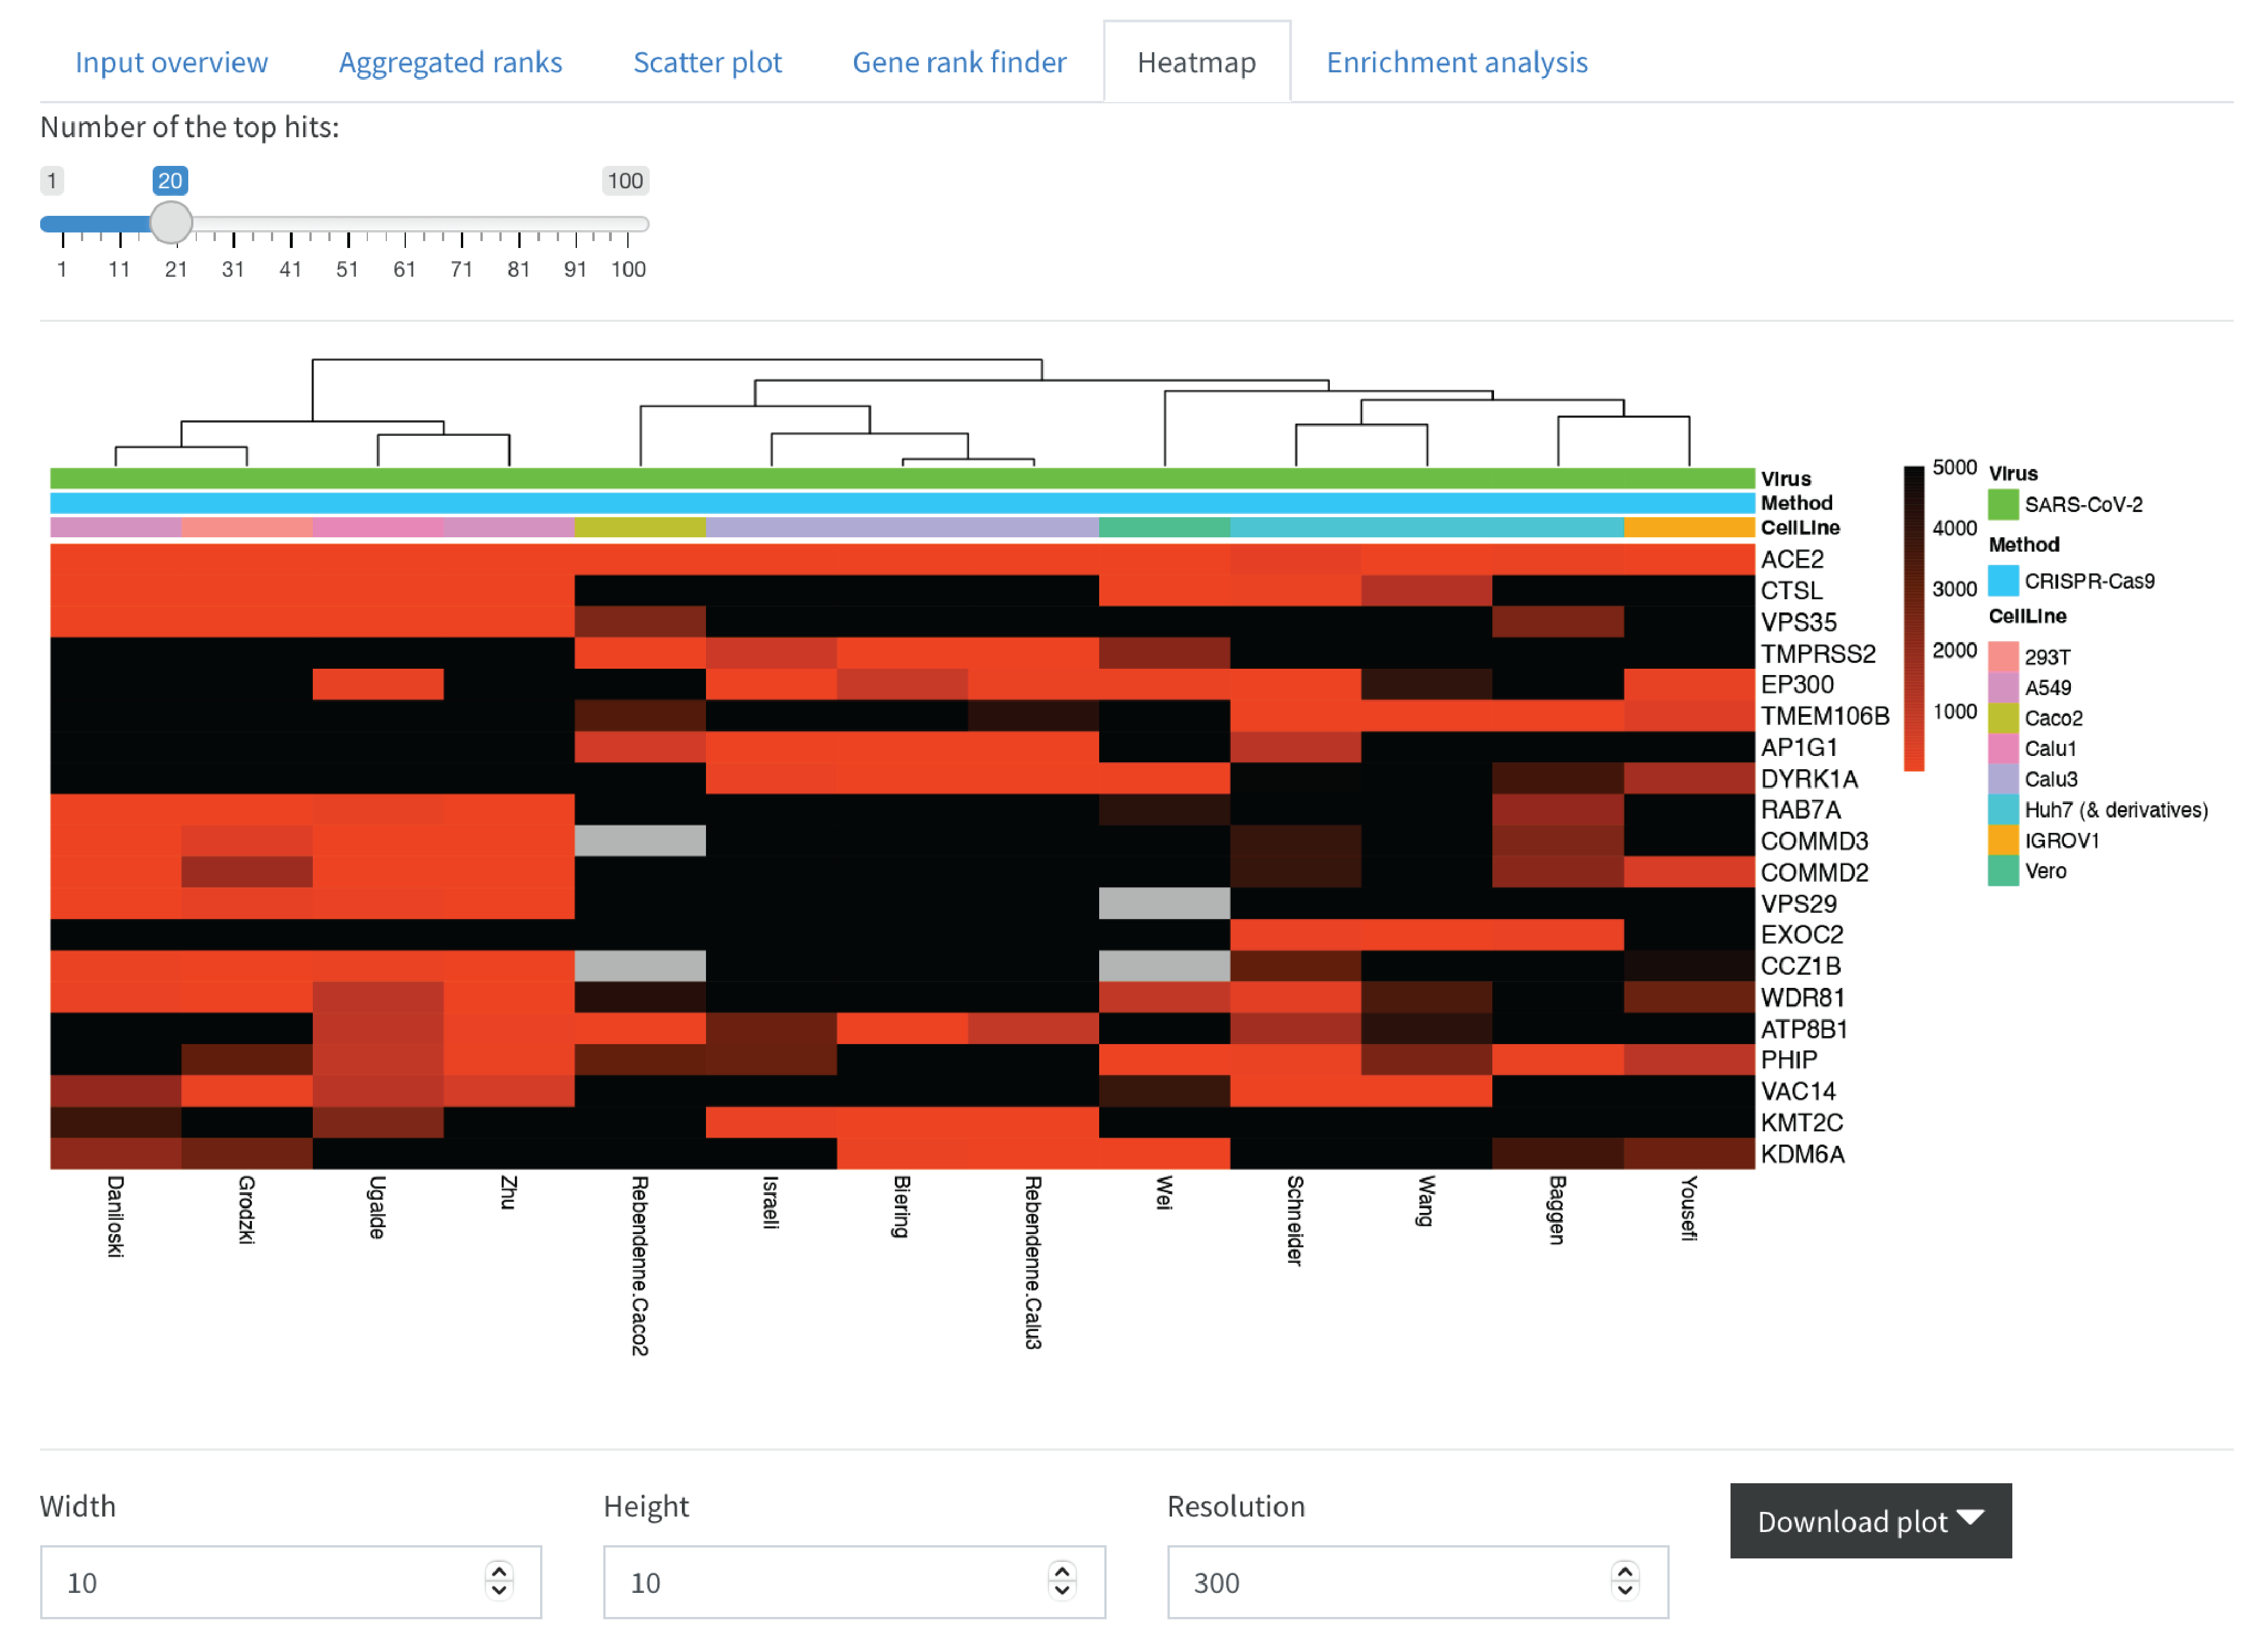 Input overview Aggregated ranks Scatter plot Gene rank finder Heatmap Enrichment analysis
Number of the top hits:
1 20 100
1 11 21 31 41 51 61 71 81 91 100
Virus
Method
CellLine
ACE2
CTSL
VPS35
TMPRSS2
EP300
TMEM106B
AP1G1
DYRK1A
RAB7A
COMMD3
COMMD2
VPS29
EXOC2
CCZ1B
WDR81
ATP8B1
PHIP
VAC14
KMT2C
KDM6A
5000
4000
3000
2000
1000
Virus
SARS-CoV-2
Method
CRISPR-Cas9
CellLine
293T
A549
Caco2
Calu1
Calu3
Huh7 (& derivatives)
IGROV1
Vero
Daniloski
Grodzki
Ugalde
Zhu
Rebendenne.Caco2
Israeli
Biering
Rebendenne.Calu3
Wei
Schneider
Wang
Baggen
Yousefi
Width Height Resolution
Download plot
10 10 300